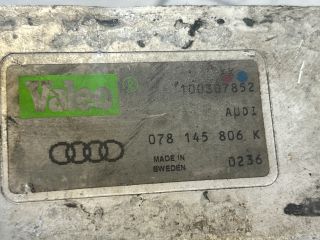 Valeo ®
100307852
AUDI
078 145 806 K
MADE IN
SWEDEN
0236